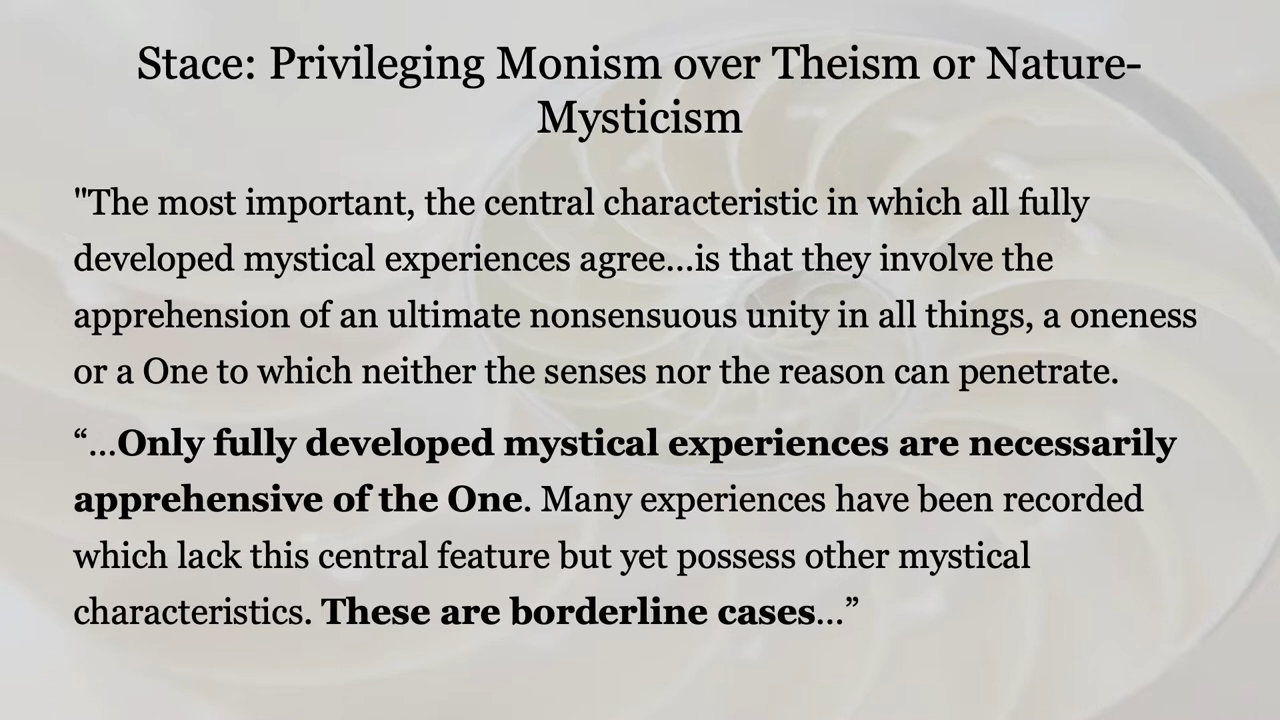 Stace: Privileging Monism over Theism or Nature-
Mysticism
"The most important, the central characteristic in which all fully
developed mystical experiences agree...is that they involve the
apprehension of an ultimate nonsensuous unity in all things, a oneness
or a One to which neither the senses nor the reason can penetrate.
“...Only fully developed mystical experiences are necessarily
apprehensive of the One. Many experiences have been recorded
which lack this central feature but yet possess other mystical
characteristics. These are borderline cases...”